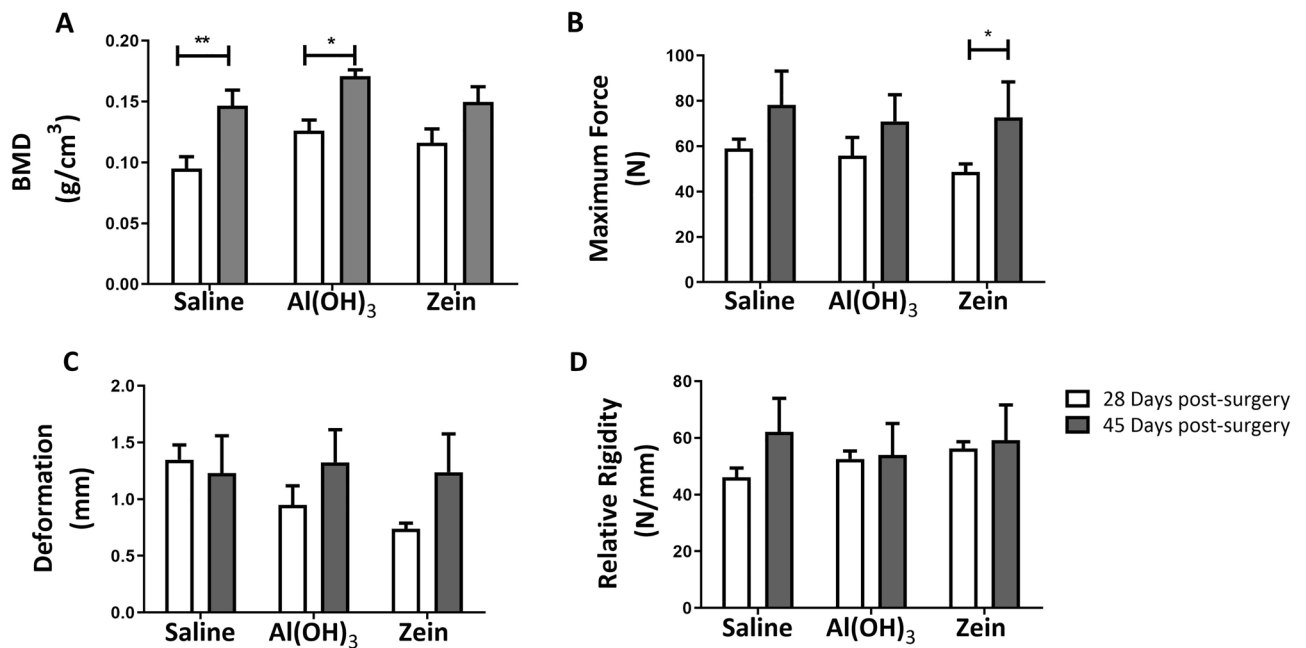 A
BMD
(g/cm³)
0.20
0.15
0.10
0.05
0.00
**
*
Saline
Al(OH)₃
Zein
B
Maximum Force
(N)
100
80
60
40
20
0
*
Saline
Al(OH)₃
Zein
C
Deformation
(mm)
2.0
1.5
1.0
0.5
0.0
Saline
Al(OH)₃
Zein
D
Relative Rigidity
(N/mm)
80
60
40
20
0
Saline
Al(OH)₃
Zein
28 Days post-surgery
45 Days post-surgery